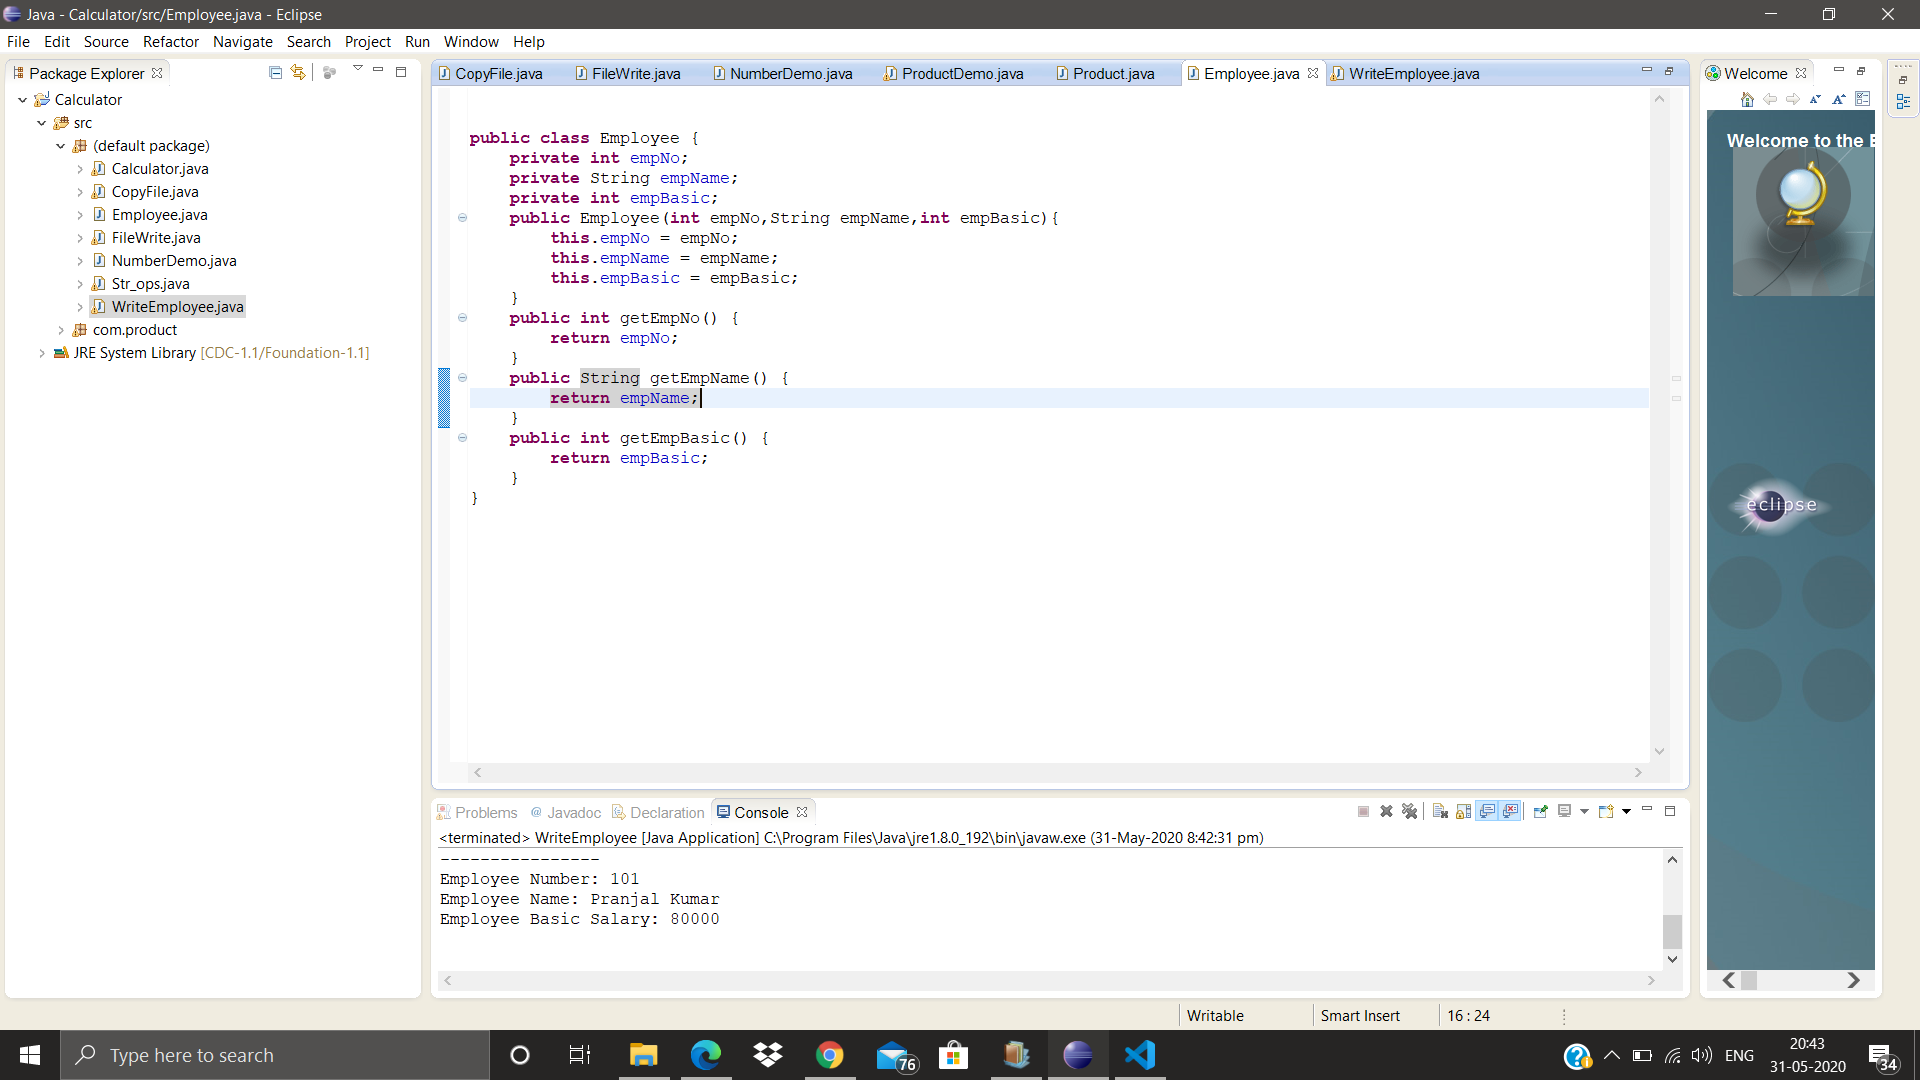 Java - Calculator/src/Employee.java - Eclipse
File Edit Source Refactor Navigate Search Project Run Window Help
Package Explorer
Calculator
src
(default package)
Calculator.java
CopyFile.java
Employee.java
FileWrite.java
NumberDemo.java
Str_ops.java
WriteEmployee.java
com.product
JRE System Library [CDC-1.1/Foundation-1.1]
CopyFile.java FileWrite.java NumberDemo.java ProductDemo.java Product.java Employee.java WriteEmployee.java
public class Employee {
private int empNo;
private String empName;
private int empBasic;
public Employee(int empNo,String empName,int empBasic){
this.empNo = empNo;
this.empName = empName;
this.empBasic = empBasic;
}
public int getEmpNo() {
return empNo;
}
public String getEmpName() {
return empName;
}
public int getEmpBasic() {
return empBasic;
}
}
Welcome
Welcome to the E
eclipse
Problems @ Javadoc Declaration Console
<terminated> WriteEmployee [Java Application] C:\Program Files\Java\jre1.8.0_192\bin\javaw.exe (31-May-2020 8:42:31 pm)
----------------
Employee Number: 101
Employee Name: Pranjal Kumar
Employee Basic Salary: 80000
Writable Smart Insert 16 : 24
Type here to search
76
ENG
20:43
31-05-2020
34